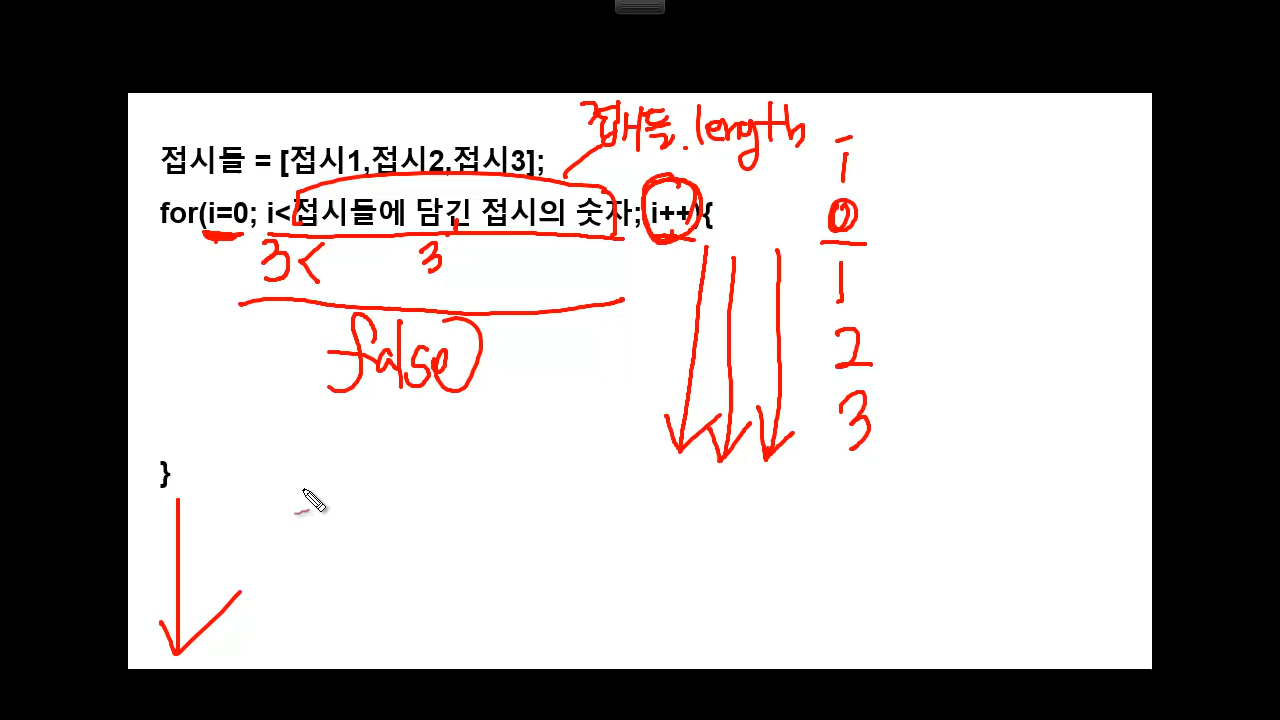 접시들.length
접시들 = [접시1,접시2,접시3];
for(i=0; i<접시들에 담긴 접시의 숫자; i++){
3< 3
false
}
i
0
1
2
3